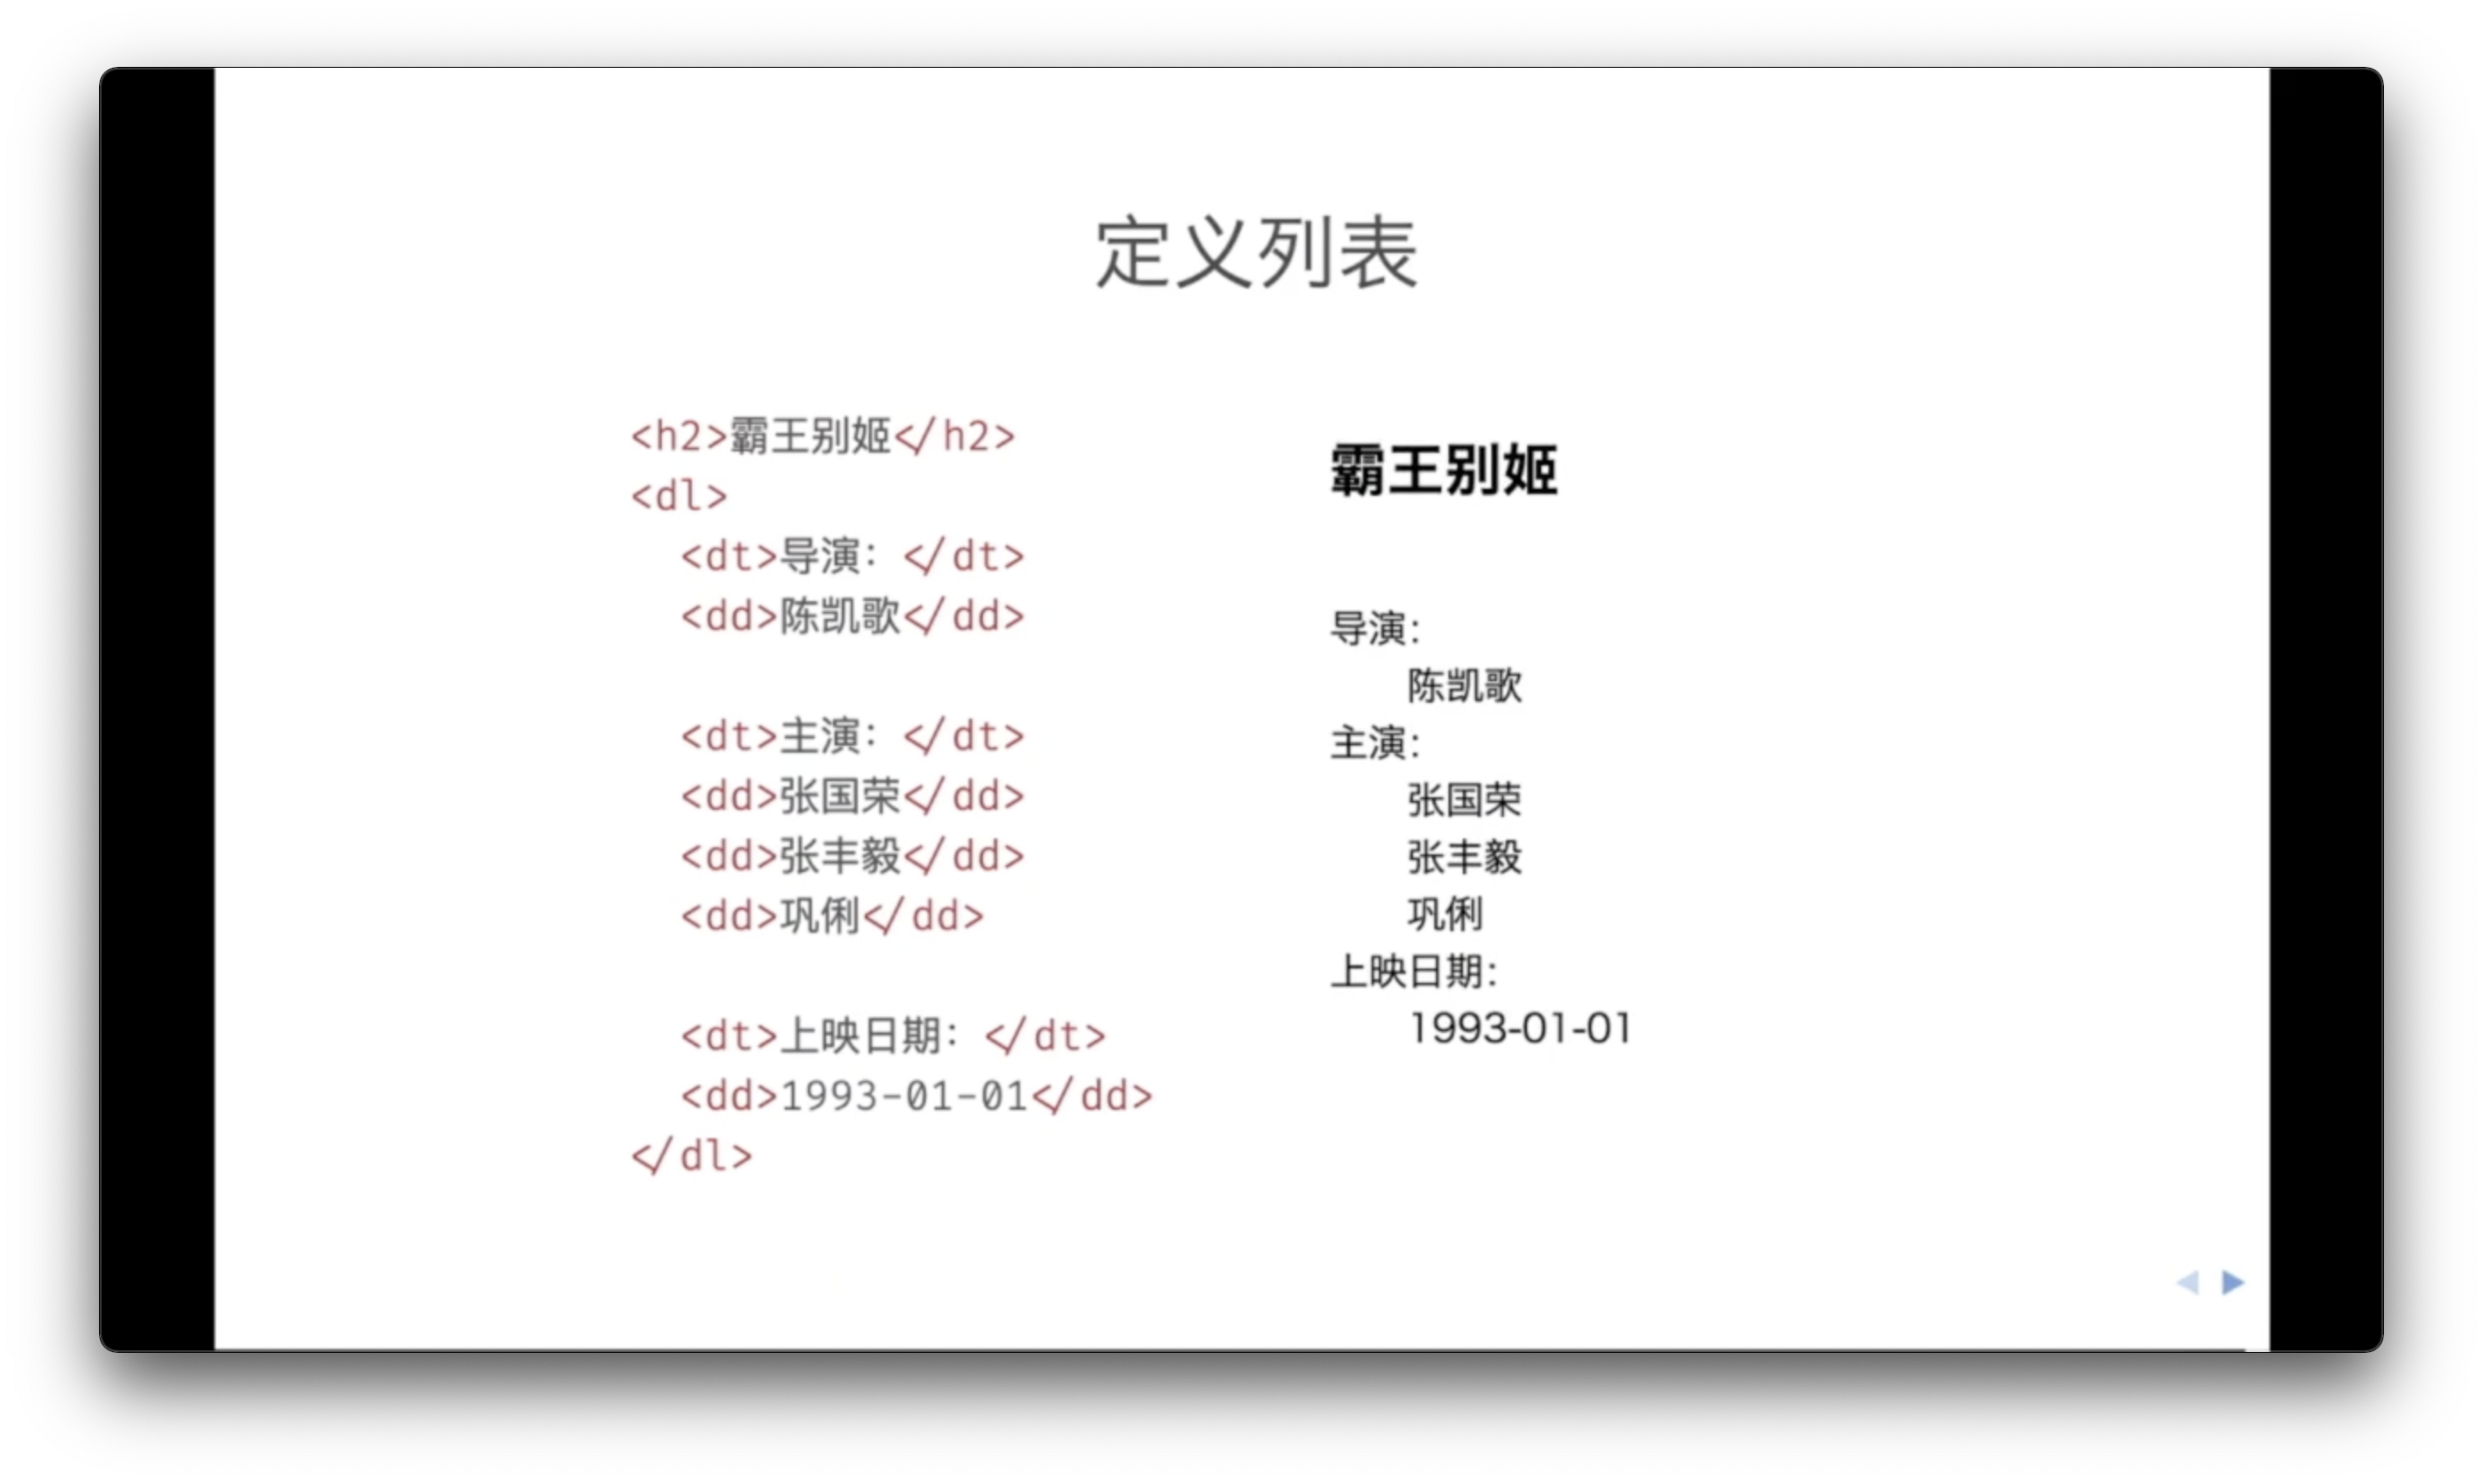 定义列表
<h2>霸王别姬</h2>
<dl>
<dt>导演：</dt>
<dd>陈凯歌</dd>
<dt>主演：</dt>
<dd>张国荣</dd>
<dd>张丰毅</dd>
<dd>巩俐</dd>
<dt>上映日期：</dt>
<dd>1993-01-01</dd>
</dl>
霸王别姬
导演：
陈凯歌
主演：
张国荣
张丰毅
巩俐
上映日期：
1993-01-01